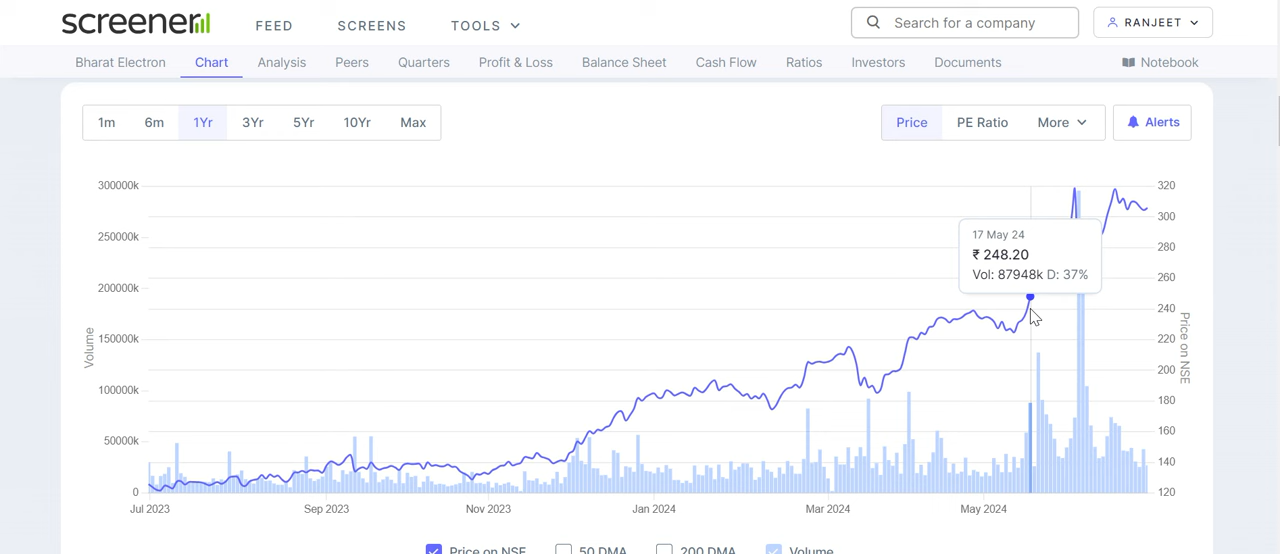 screener
FEED
SCREENS
TOOLS
Search for a company
RANJEET
Bharat Electron
Chart
Analysis
Peers
Quarters
Profit & Loss
Balance Sheet
Cash Flow
Ratios
Investors
Documents
Notebook
1m
6m
1Yr
3Yr
5Yr
10Yr
Max
Price
PE Ratio
More
Alerts
300000k
250000k
200000k
150000k
100000k
50000k
0
Volume
17 May 24
₹ 248.20
Vol: 87948k D: 37%
320
300
280
260
240
220
200
180
160
140
120
Price on NSE
Jul 2023
Sep 2023
Nov 2023
Jan 2024
Mar 2024
May 2024
Price on NSE
50 DMA
200 DMA
Volume